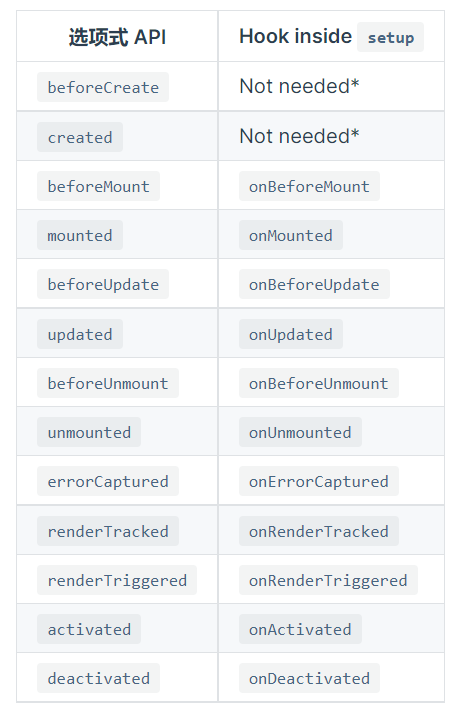 选项式 API Hook inside setup
beforeCreate Not needed*
created Not needed*
beforeMount onBeforeMount
mounted onMounted
beforeUpdate onBeforeUpdate
updated onUpdated
beforeUnmount onBeforeUnmount
unmounted onUnmounted
errorCaptured onErrorCaptured
renderTracked onRenderTracked
renderTriggered onRenderTriggered
activated onActivated
deactivated onDeactivated